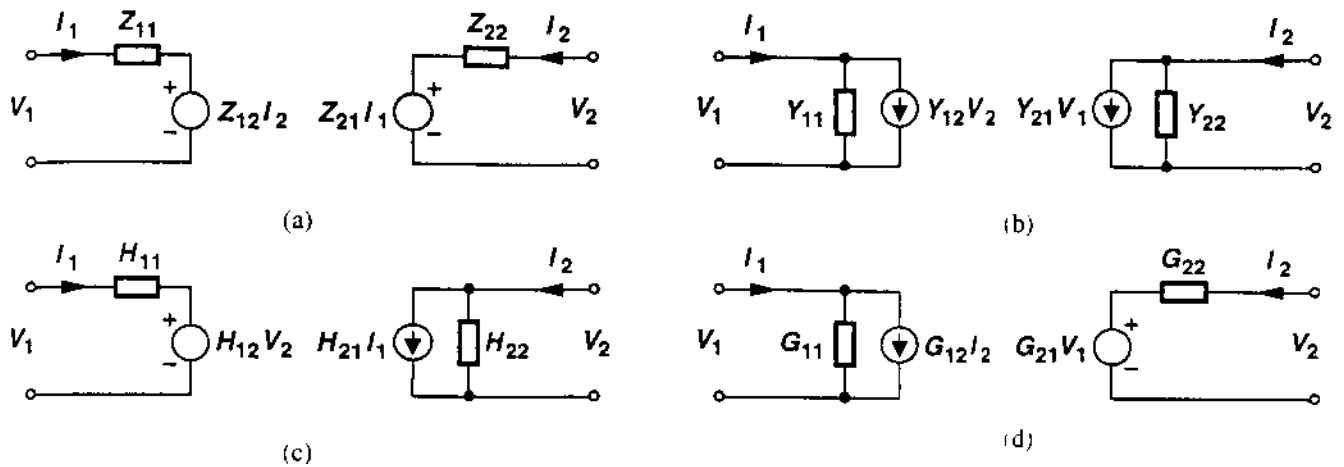 I1 Z11 Z22 I2
V1 + - Z12I2 Z21I1 + - V2
(a)
I1 I2
V1 Y11 Y12V2 Y21V1 Y22 V2
(b)
I1 H11 I2
V1 + - H12V2 H21I1 H22 V2
(c)
I1 G22 I2
V1 G11 G12I2 G21V1 + - V2
(d)